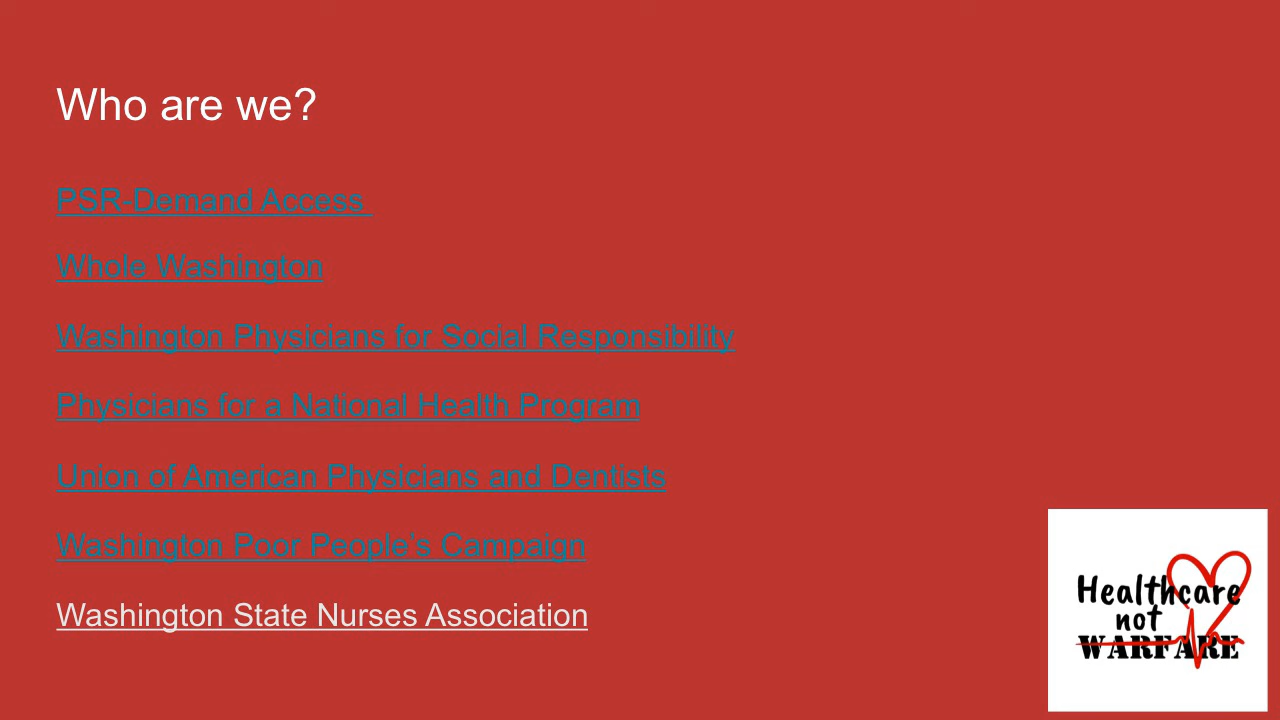 Who are we?
PSR-Demand Access
Whole Washington
Washington Physicians for Social Responsibility
Physicians for a National Health Program
Union of American Physicians and Dentists
Washington Poor People’s Campaign
Washington State Nurses Association
Healthcare
not
WARFARE